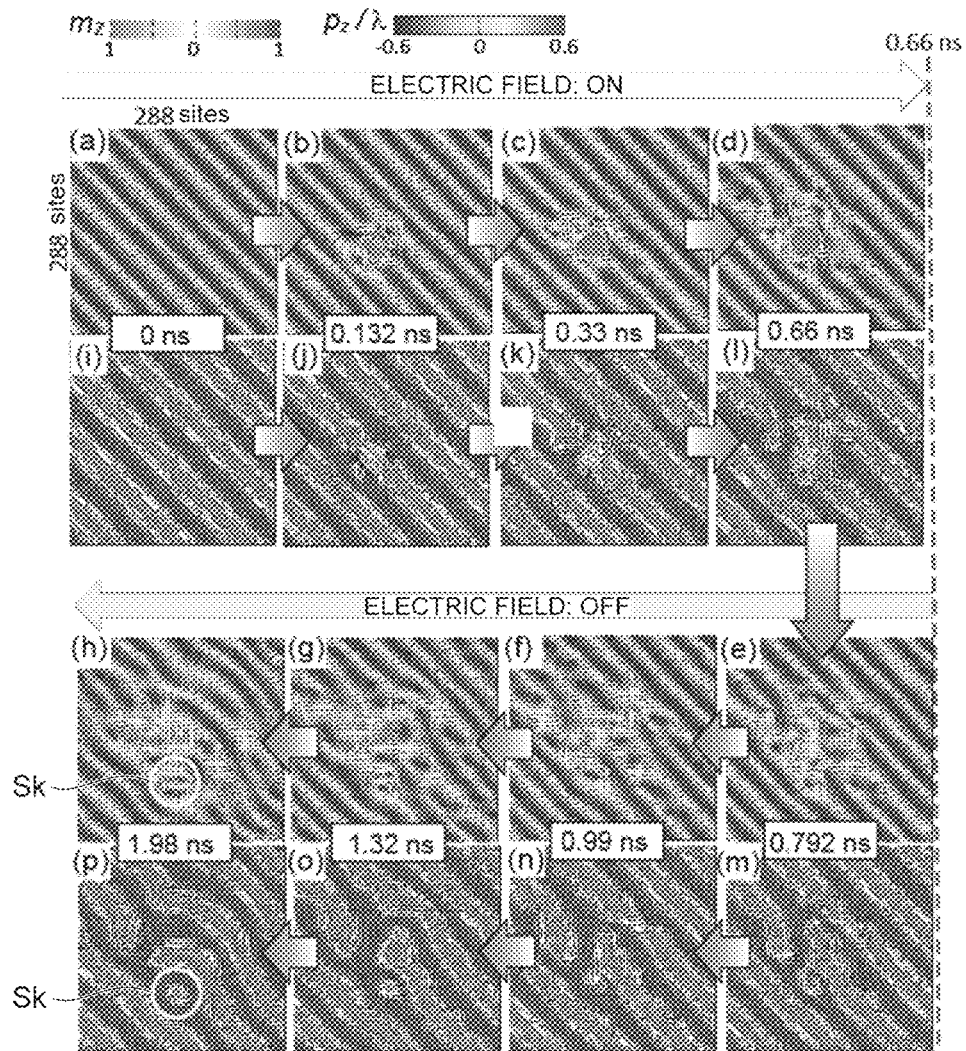 m_z
1 0 1
p_z/λ
-0.6 0 0.6
0.66 ns
ELECTRIC FIELD: ON
288 sites
288 sites
(a) (b) (c) (d)
0 ns 0.132 ns 0.33 ns 0.66 ns
(i) (j) (k) (l)
ELECTRIC FIELD: OFF
(h) (g) (f) (e)
Sk
1.98 ns 1.32 ns 0.99 ns 0.792 ns
(p) (o) (n) (m)
Sk